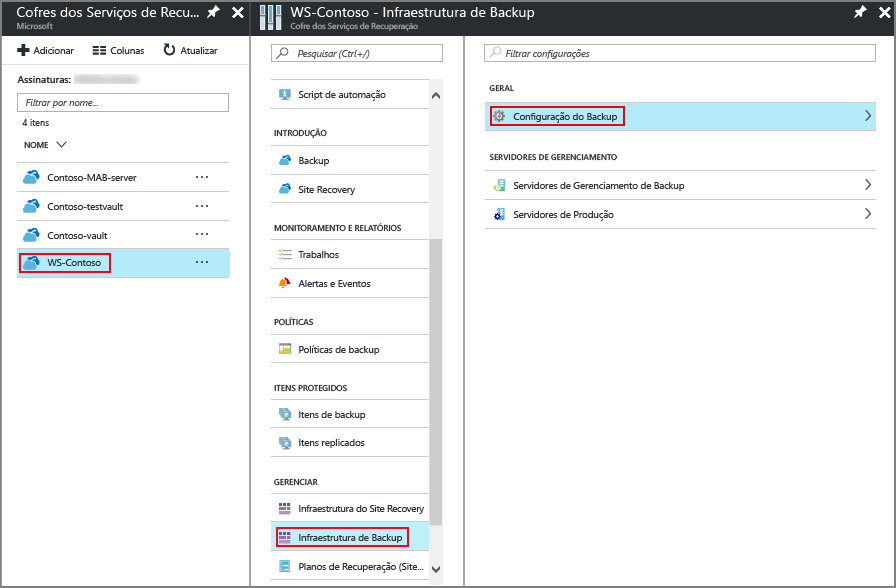 Cofres dos Serviços de Recu...
Microsoft
Adicionar
Colunas
Atualizar
Assinaturas:
Filtrar por nome...
4 itens
NOME
Contoso-MAB-server
Contoso-testvault
Contoso-vault
WS-Contoso
WS-Contoso - Infraestrutura de Backup
Cofre dos Serviços de Recuperação
Pesquisar (Ctrl+/)
Script de automação
INTRODUÇÃO
Backup
Site Recovery
MONITORAMENTO E RELATÓRIOS
Trabalhos
Alertas e Eventos
POLÍTICAS
Políticas de backup
ITENS PROTEGIDOS
Itens de backup
Itens replicados
GERENCIAR
Infraestrutura do Site Recovery
Infraestrutura de Backup
Planos de Recuperação (Site...
Filtrar configurações
GERAL
Configuração do Backup
SERVIDORES DE GERENCIAMENTO
Servidores de Gerenciamento de Backup
Servidores de Produção